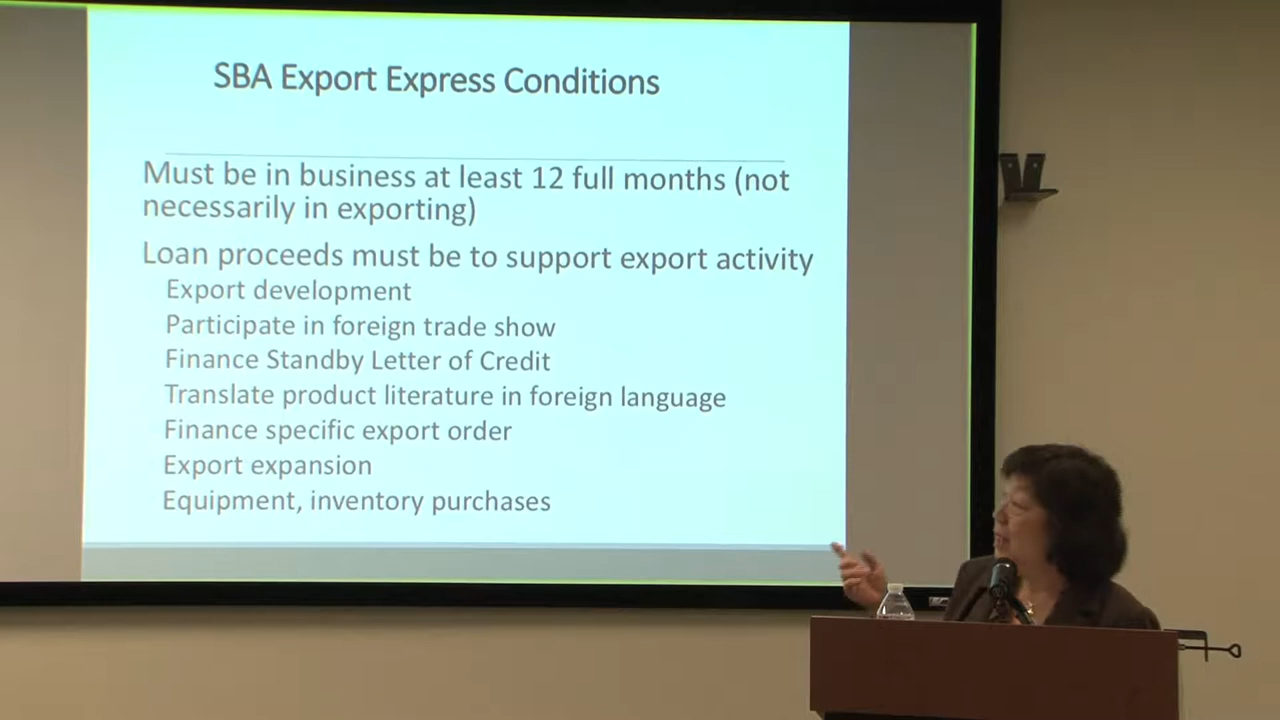 SBA Export Express Conditions
Must be in business at least 12 full months (not
necessarily in exporting)
Loan proceeds must be to support export activity
Export development
Participate in foreign trade show
Finance Standby Letter of Credit
Translate product literature in foreign language
Finance specific export order
Export expansion
Equipment, inventory purchases